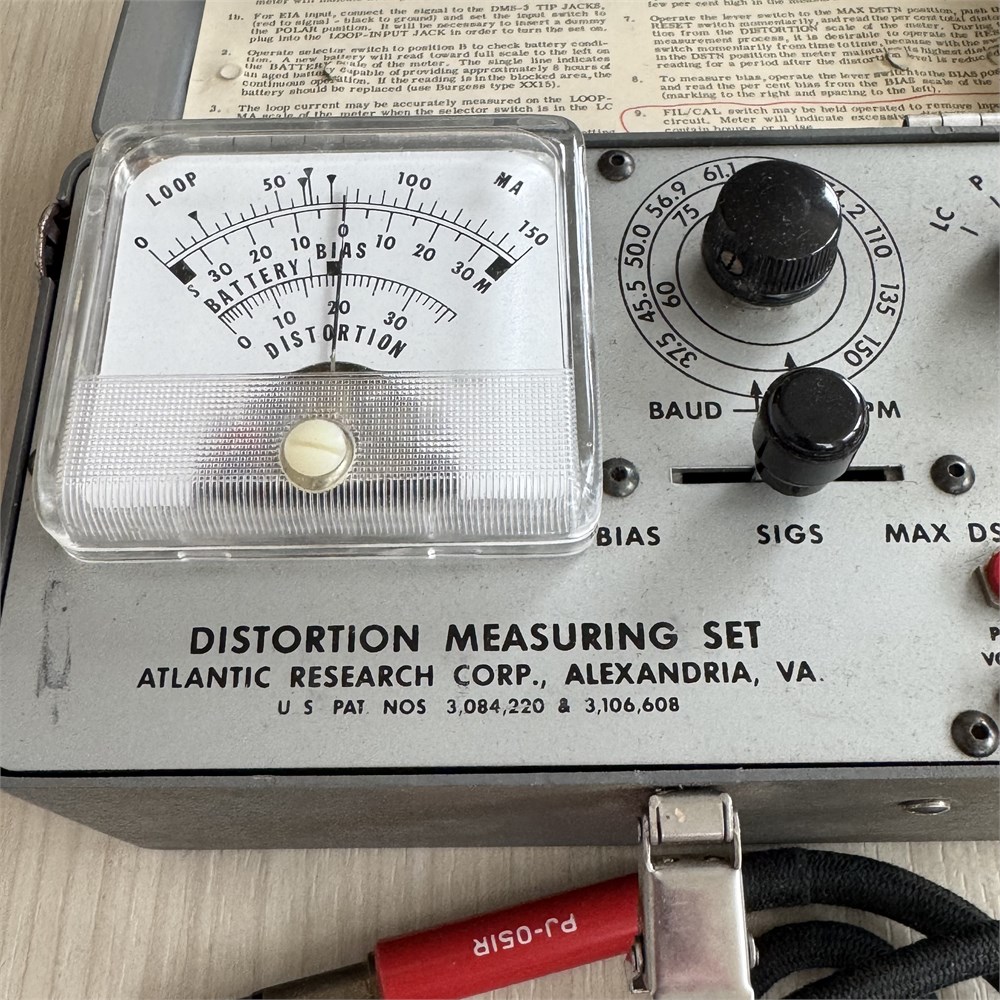 1b. For EIA input, connect the signal to the DMS-3 TIP JACKS,
(red to signal - black to ground) and set the input switch to
the POLAR position. It will be necessary to insert a dummy
plug into the LOOP-INPUT JACK in order to turn the set on.
2. Operate selector switch to position B to check battery condi-
tion. A new battery will read toward full scale to the left on
the BATTERY scale of the meter. The single line indicates
an aged battery capable of providing approximately 8 hours of
continuous operation. If the reading is in the blocked area, the
battery should be replaced (use Burgess type XX15).
3. The loop current may be accurately measured on the LOOP-
MA scale of the meter when the selector switch is in the LC
few per cent high in the
7. Operate the lever switch to the MAX DSTN position, push
RESET switch momentarily, and read the per cent total
tion from the DISTORTION scale of the meter.
measurement process, it is desirable to operate the
switch momentarily from time to time, because with the
in the DSTN position the meter highest
reading for a period after the level is
8. To measure bias, operate the lever switch to the BIAS
and read the per cent bias from the BIAS scale of the
(marking to the right and spacing to the left).
9. FIL/CAL switch may be held operated to remove
circuit. Meter will indicate
contain bounce or noise
LOOP 50 100 MA
0 150
S 30 20 10 0 10 20 30 M
BATTERY BIAS
0 10 20 30
DISTORTION
37.5 45.5 50.0 56.9 61.1
60 75 110 135 150
LC P
BAUD
BIAS SIGS MAX
DISTORTION MEASURING SET
ATLANTIC RESEARCH CORP., ALEXANDRIA, VA.
U S PAT. NOS 3,084,220 & 3,106,608
PJ-051R